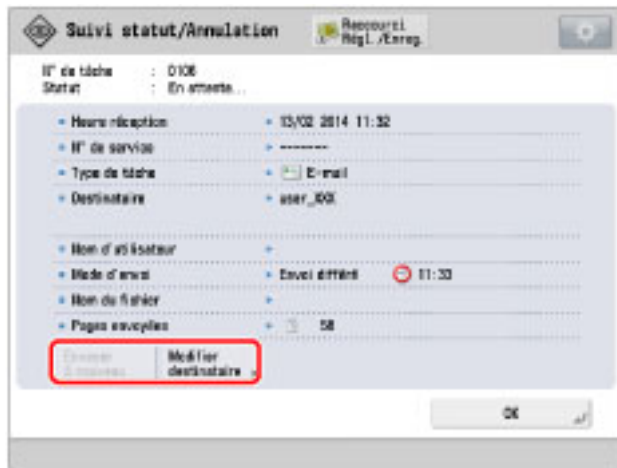 Suivi statut/Annulation
Raccourci
Régl./Enreg.
N° de tâche : 0106
Statut : En attente...
Heure réception 13/02 2014 11:32
N° de service -------
Type de tâche E-mail
Destinataire user_XXX
Nom d'utilisateur
Mode d'envoi Envoi différé 11:33
Nom du fichier
Pages envoyées 58
Envoyer
à nouveau
Modifier
destinataire
OK